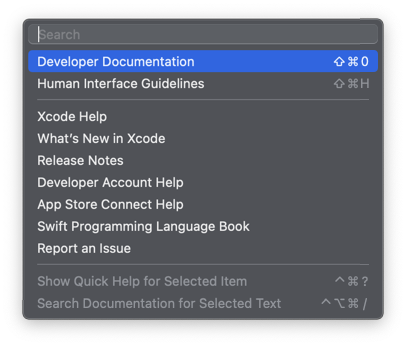 Search
Developer Documentation ⇧⌘0
Human Interface Guidelines ⇧⌘H
Xcode Help
What's New in Xcode
Release Notes
Developer Account Help
App Store Connect Help
Swift Programming Language Book
Report an Issue
Show Quick Help for Selected Item ^⌘?
Search Documentation for Selected Text ^⌥⌘/